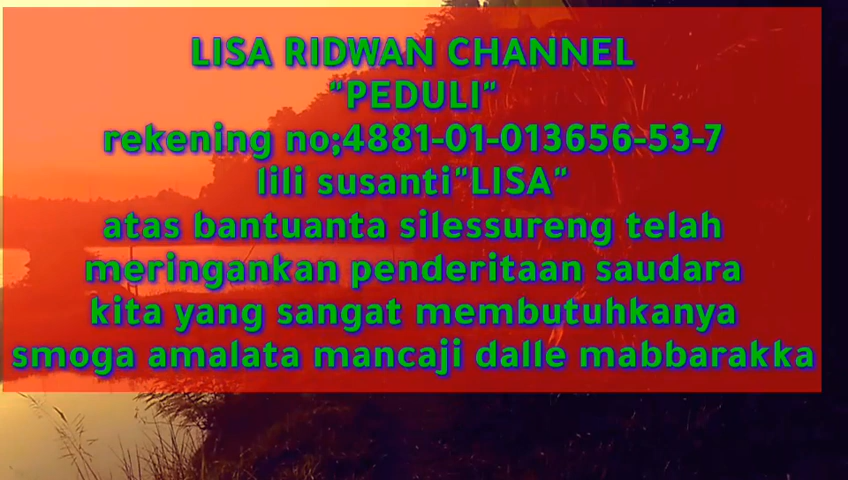 LISA RIDWAN CHANNEL
"PEDULI"
rekening no;4881-01-013656-53-7
lili susanti"LISA"
atas bantuanta silessureng telah
meringankan penderitaan saudara
kita yang sangat membutuhkanya
smoga amalata mancaji dalle mabbarakka